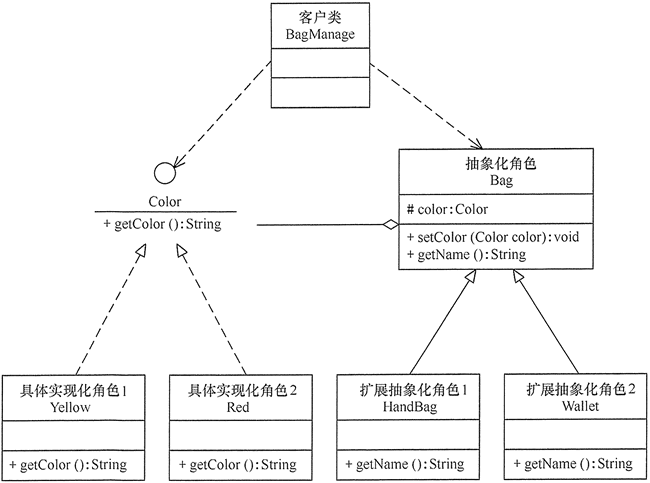 客户类
BagManage
Color
+ getColor ():String
抽象化角色
Bag
# color:Color
+ setColor (Color color):void
+ getName ():String
具体实现化角色1
Yellow
+ getColor ():String
具体实现化角色2
Red
+ getColor ():String
扩展抽象化角色1
HandBag
+ getName ():String
扩展抽象化角色2
Wallet
+ getName ():String